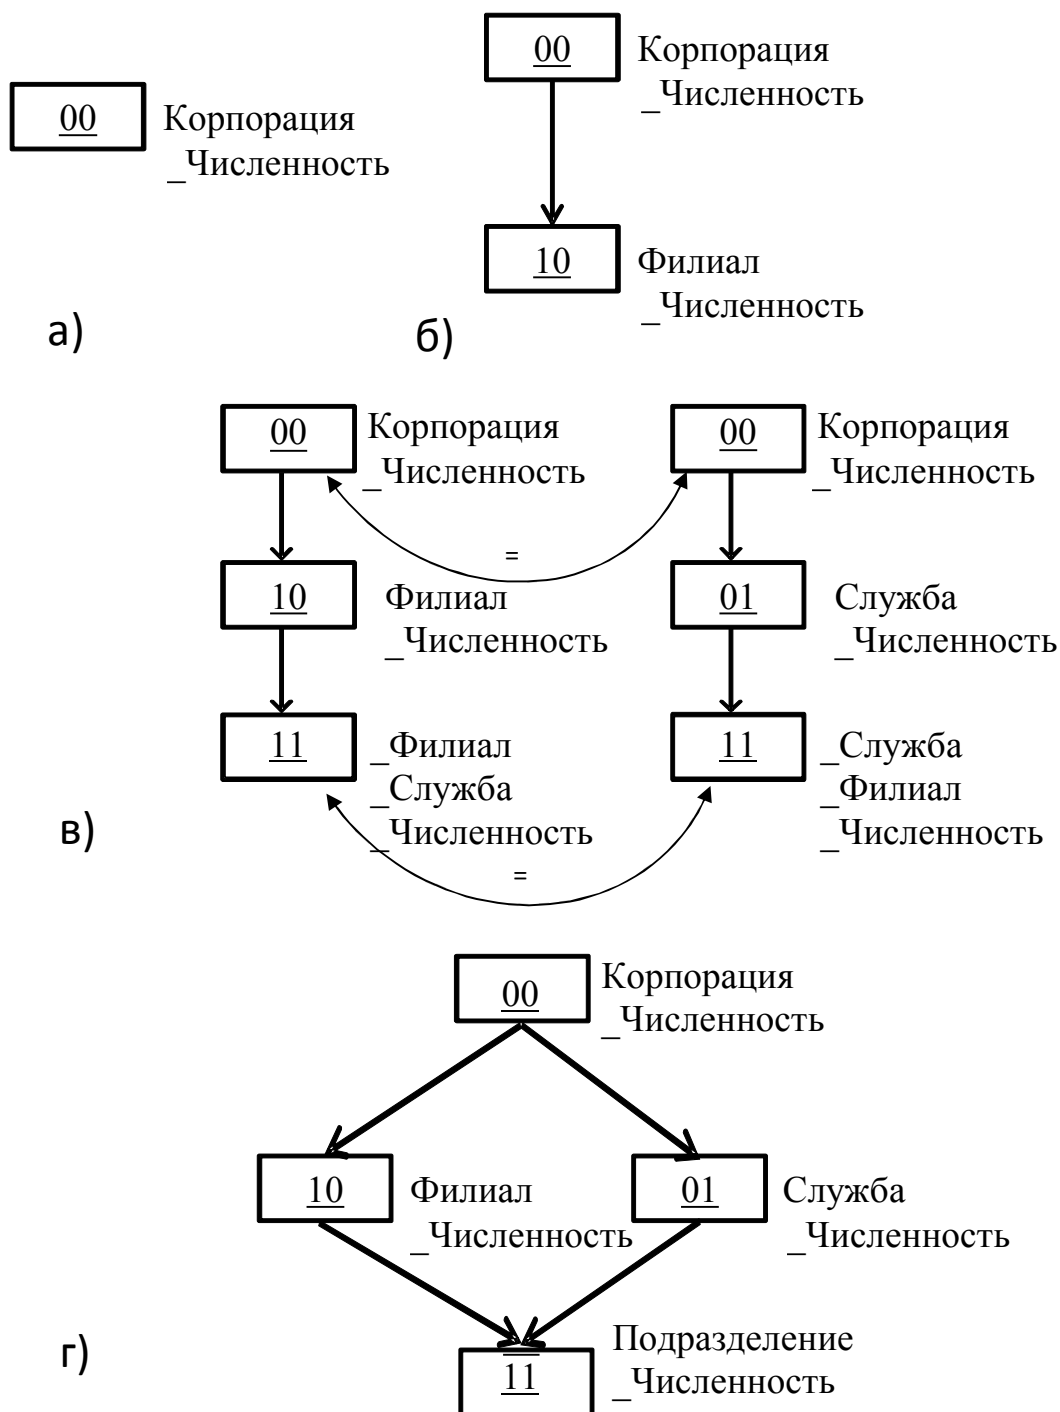 00
Корпорация
_Численность
а)
00
Корпорация
_Численность
10
Филиал
_Численность
б)
00
Корпорация
_Численность
=
10
Филиал
_Численность
11
_Филиал
_Служба
_Численность
=
00
Корпорация
_Численность
01
Служба
_Численность
11
_Служба
_Филиал
_Численность
в)
00
Корпорация
_Численность
10
Филиал
_Численность
01
Служба
_Численность
11
Подразделение
_Численность
г)